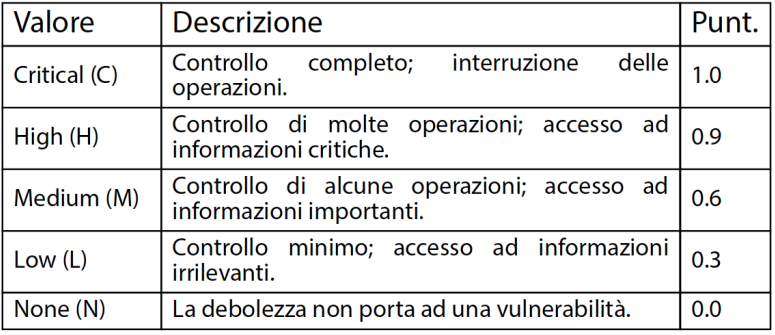 Valore Descrizione Punt.
Critical (C) Controllo completo; interruzione delle operazioni. 1.0
High (H) Controllo di molte operazioni; accesso ad informazioni critiche. 0.9
Medium (M) Controllo di alcune operazioni; accesso ad informazioni importanti. 0.6
Low (L) Controllo minimo; accesso ad informazioni irrilevanti. 0.3
None (N) La debolezza non porta ad una vulnerabilità. 0.0